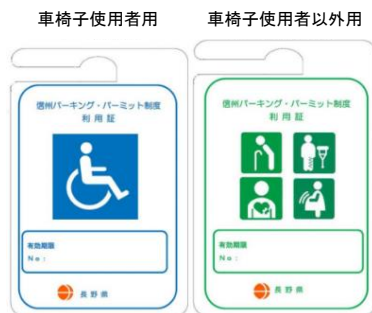 車椅子使用者用
車椅子使用者以外用
信州パーキング・パーミット制度
利用証
有効期限
No:
長野県
信州パーキング・パーミット制度
利用証
有効期限
No:
長野県